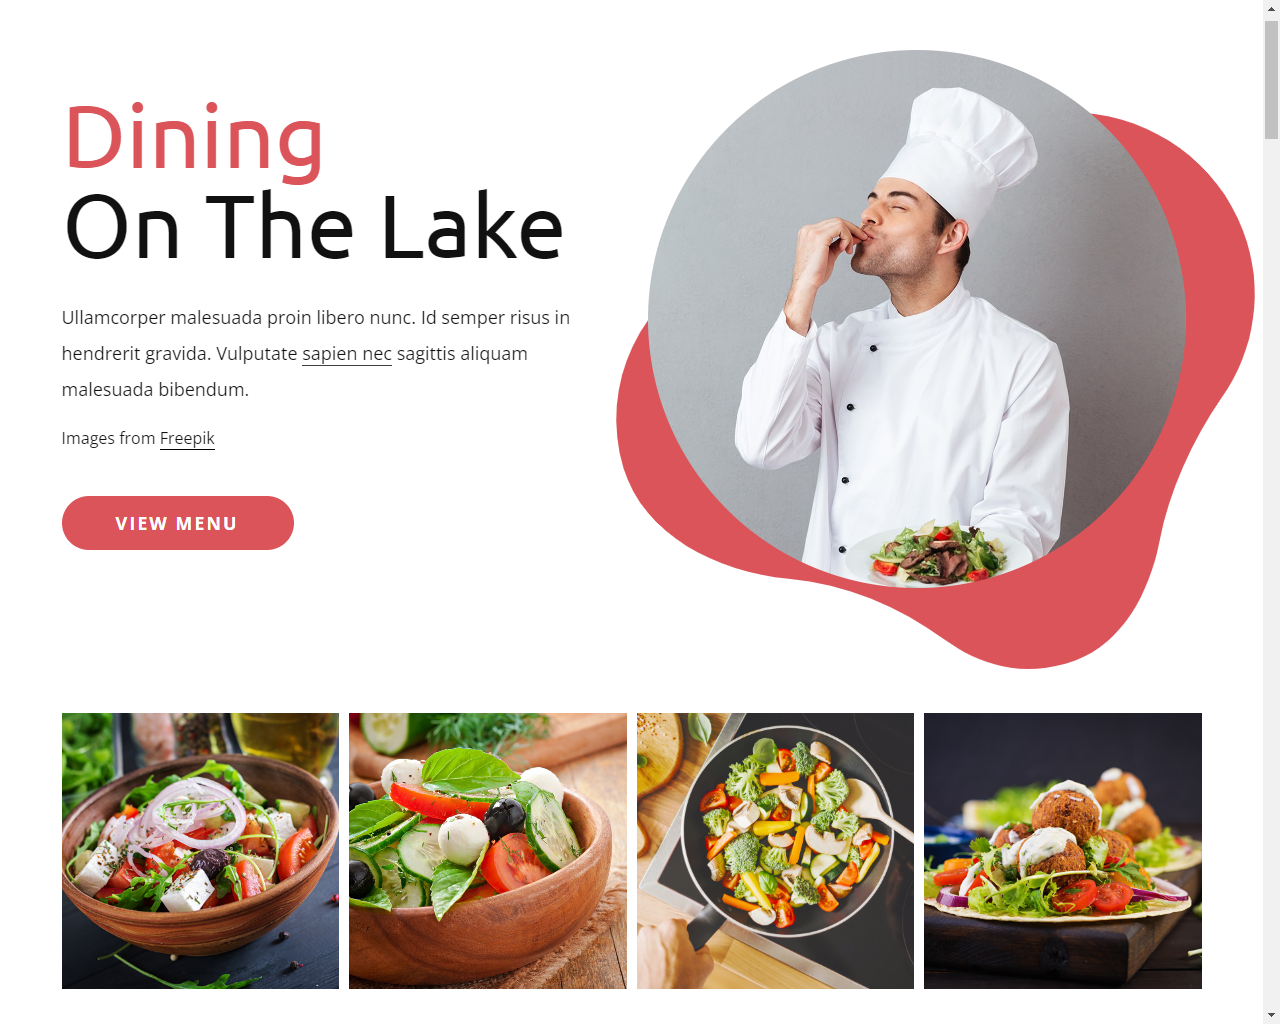 Dining
On The Lake
Ullamcorper malesuada proin libero nunc. Id semper risus in
hendrerit gravida. Vulputate sapien nec sagittis aliquam
malesuada bibendum.
Images from Freepik
VIEW MENU